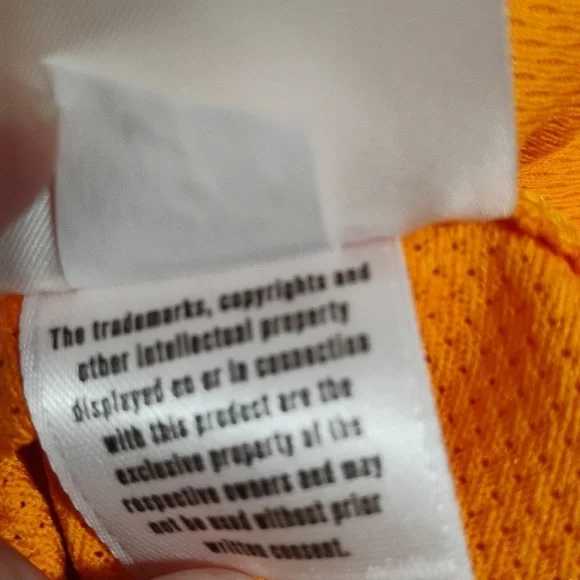 The trademarks, copyrights and
other intellectual property
displayed on or in connection
with this product are the
exclusive property of the
respective owners and may
not be used without prior
written consent.